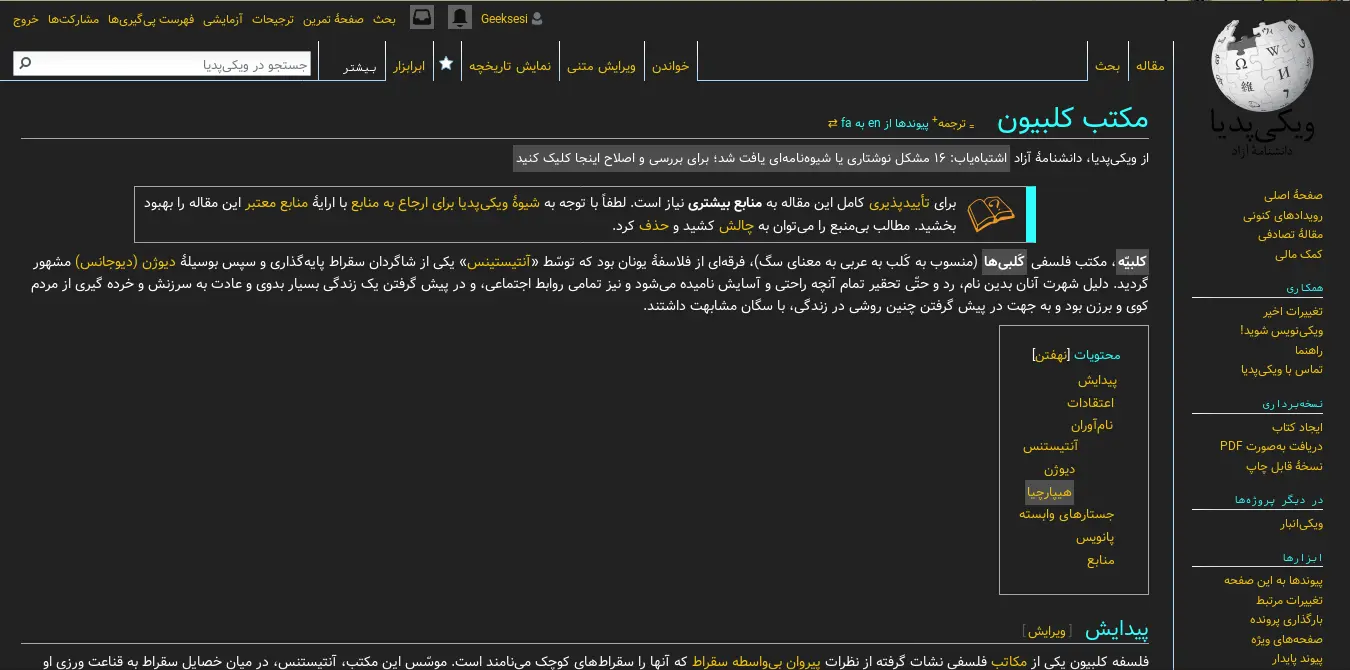 Geeksesi بحث صفحهٔ تمرین ترجیحات آزمایشی فهرست پی‌گیری‌ها مشارکت‌ها خروج
مقاله بحث خواندن ویرایش متنی نمایش تاریخچه ابرابزار بیشتر جستجو در ویکی‌پدیا
ویکی‌پدیا
دانشنامهٔ آزاد
صفحهٔ اصلی
رویدادهای کنونی
مقالهٔ تصادفی
کمک مالی
همکاری
تغییرات اخیر
ویکی‌نویس شوید!
راهنما
تماس با ویکی‌پدیا
نسخه‌برداری
ایجاد کتاب
دریافت به‌صورت PDF
نسخهٔ قابل چاپ
در دیگر پروژه‌ها
ویکی‌انبار
ابزارها
پیوندها به این صفحه
تغییرات مرتبط
بارگذاری پرونده
صفحه‌های ویژه
پیوند پایدار
مکتب کلبیون = ترجمه+ پیوندها از en به fa ⇄
از ویکی‌پدیا، دانشنامهٔ آزاد اشتباه‌یاب: ۱۶ مشکل نوشتاری یا شیوه‌نامه‌ای یافت شد؛ برای بررسی و اصلاح اینجا کلیک کنید
برای تأییدپذیری کامل این مقاله به منابع بیشتری نیاز است. لطفاً با توجه به شیوهٔ ویکی‌پدیا برای ارجاع به منابع با ارایهٔ منابع معتبر این مقاله را بهبود
بخشید. مطالب بی‌منبع را می‌توان به چالش کشید و حذف کرد.
کلبیّه، مکتب فلسفی کَلبی‌ها (منسوب به کَلب به عربی به معنای سگ)، فرقه‌ای از فلاسفهٔ یونان بود که توسّط «آنتیستینس» یکی از شاگردان سقراط پایه‌گذاری و سپس بوسیلهٔ دیوژن (دیوجانس) مشهور
گردید. دلیل شهرت آنان بدین نام، رد و حتّی تحقیر تمام آنچه راحتی و آسایش نامیده می‌شود و نیز تمامی روابط اجتماعی، و در پیش گرفتن یک زندگی بسیار بدوی و عادت به سرزنش و خرده گیری از مردم
کوی و برزن بود و به جهت در پیش گرفتن چنین روشی در زندگی، با سگان مشابهت داشتند.
محتویات [نهفتن]
پیدایش
اعتقادات
نام‌آوران
آنتیستنس
دیوژن
هیپارچیا
جستارهای وابسته
پانویس
منابع
پیدایش [ویرایش]
فلسفه کلبیون یکی از مکاتب فلسفی نشات گرفته از نظرات پیروان بی‌واسطه سقراط که آنها را سقراط‌های کوچک می‌نامند است. موسّس این مکتب، آنتیستنس، در میان خصایل سقراط به قناعت ورزی او